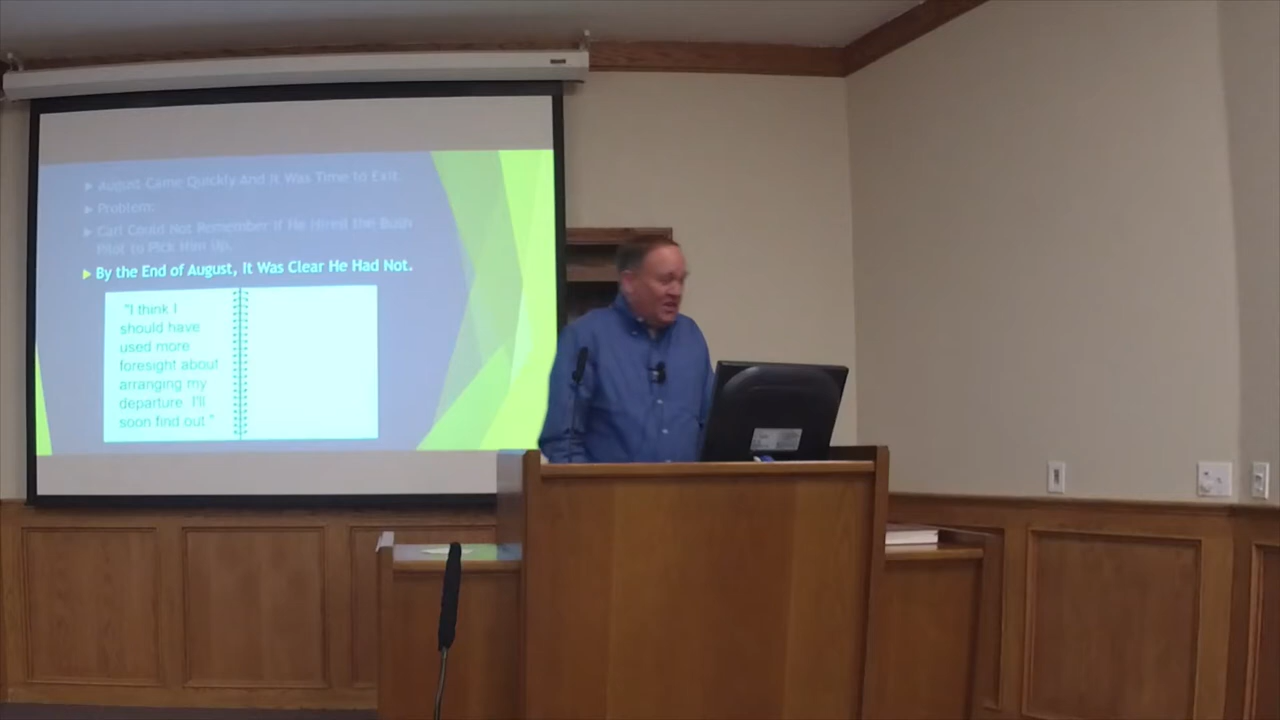 August Came Quickly And it Was Time to Exit.
Problem:
Carl Could Not Remember If He Hired the Bush
Pilot to Pick Him Up.
By the End of August, it Was Clear He Had Not.
"I think I
should have
used more
foresight about
arranging my
departure. I'll
soon find out."